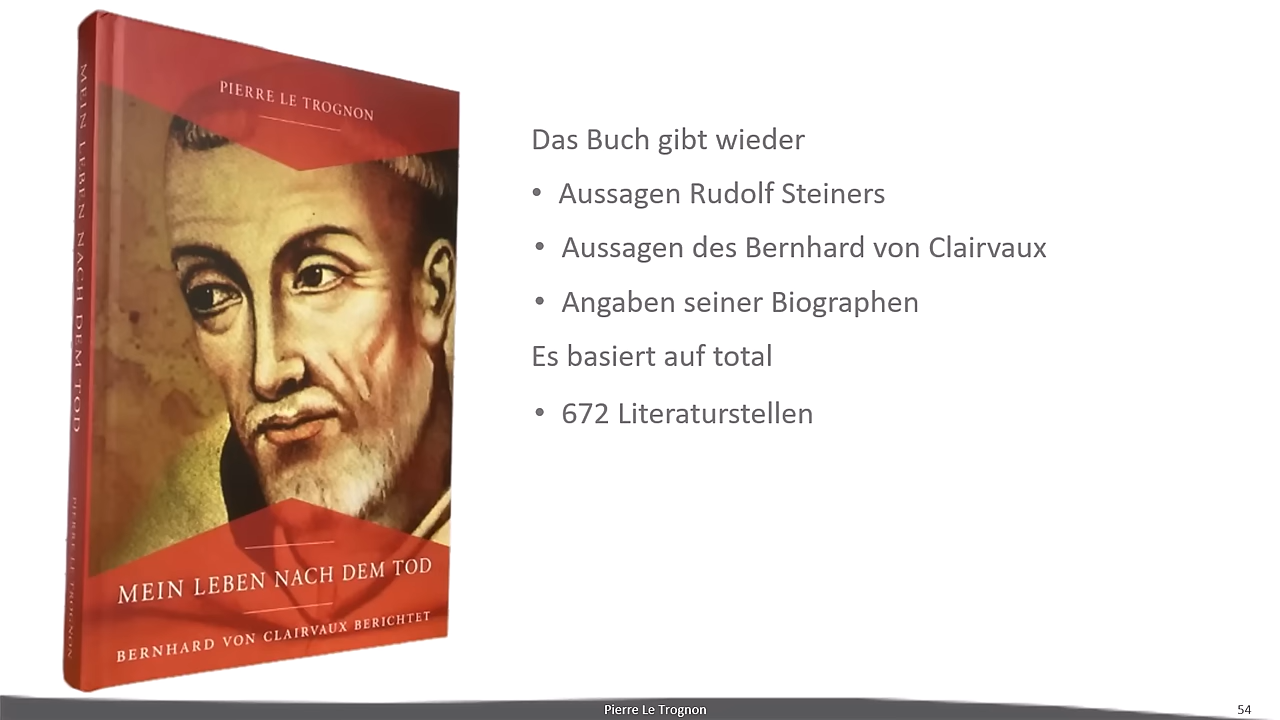 MEIN LEBEN NACH DEM TOD
PIERRE LE TROGNON
PIERRE LE TROGNON
MEIN LEBEN NACH DEM TOD
BERNHARD VON CLAIRVAUX BERICHTET
Das Buch gibt wieder
• Aussagen Rudolf Steiners
• Aussagen des Bernhard von Clairvaux
• Angaben seiner Biographen
Es basiert auf total
• 672 Literaturstellen
Pierre Le Trognon
54